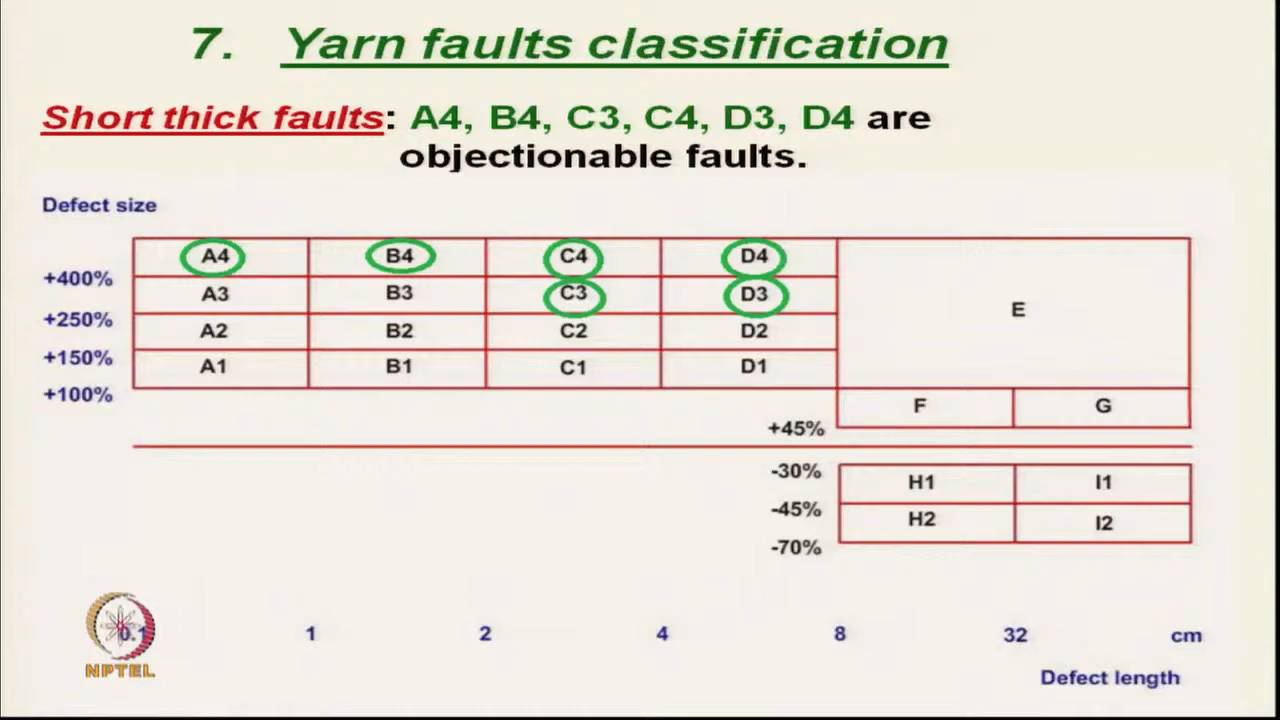 7. Yarn faults classification
Short thick faults: A4, B4, C3, C4, D3, D4 are
objectionable faults.
Defect size
A4 B4 C4 D4
+400%
A3 B3 C3 D3 E
+250%
A2 B2 C2 D2
+150%
A1 B1 C1 D1
+100%
F G
+45%
-30%
H1 I1
-45%
H2 I2
-70%
0.1 1 2 4 8 32 cm
NPTEL
Defect length